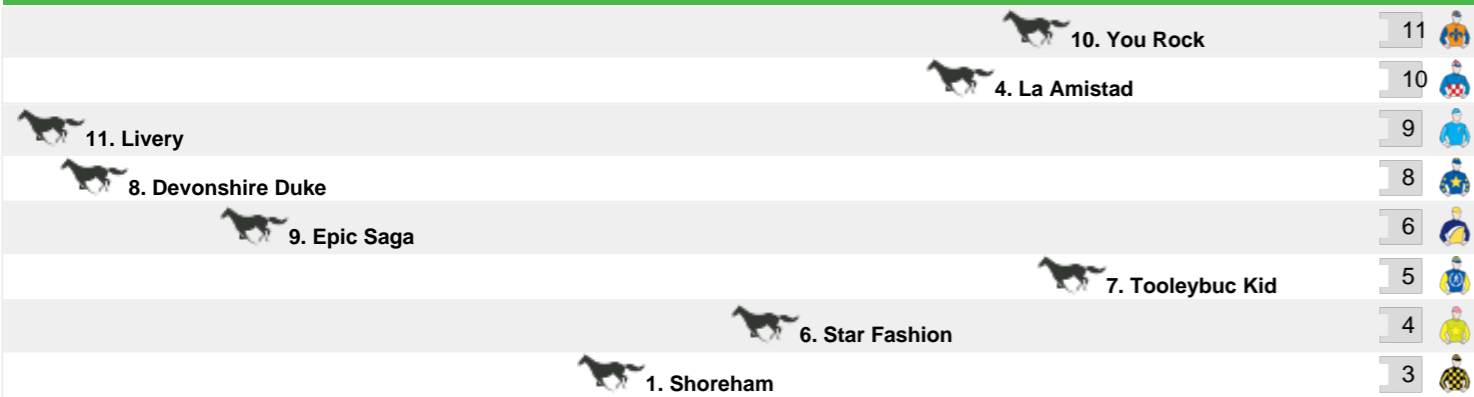 10. You Rock 11
4. La Amistad 10
11. Livery 9
8. Devonshire Duke 8
9. Epic Saga 6
7. Tooleybuc Kid 5
6. Star Fashion 4
1. Shoreham 3